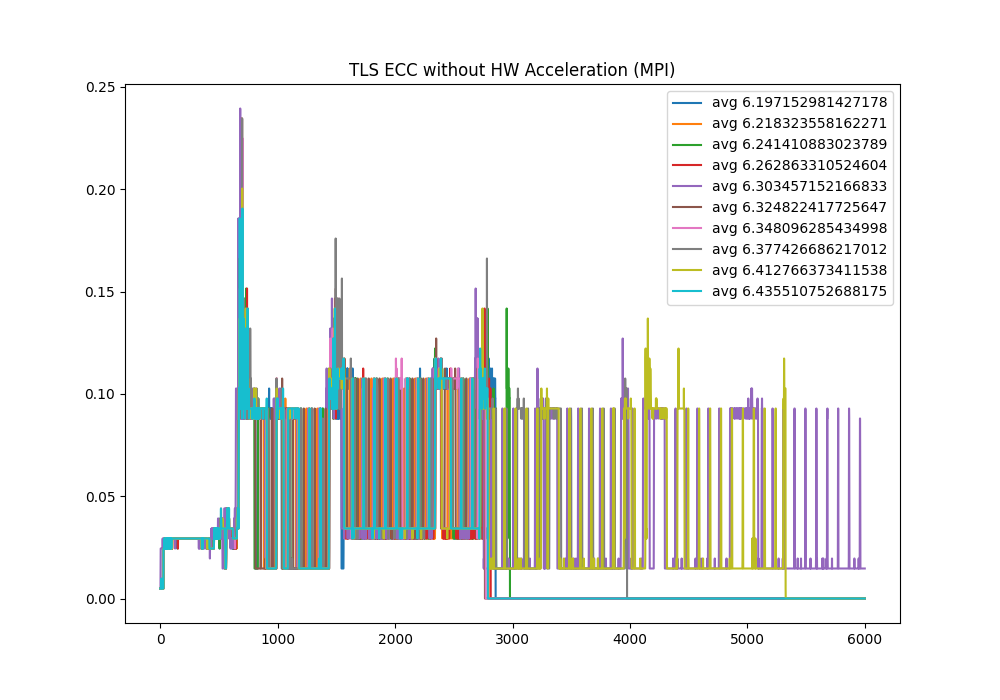 TLS ECC without HW Acceleration (MPI)
0.25
0.20
0.15
0.10
0.05
0.00
avg 6.197152981427178
avg 6.218323558162271
avg 6.241410883023789
avg 6.262863310524604
avg 6.303457152166833
avg 6.324822417725647
avg 6.348096285434998
avg 6.377426686217012
avg 6.412766373411538
avg 6.435510752688175
0 1000 2000 3000 4000 5000 6000